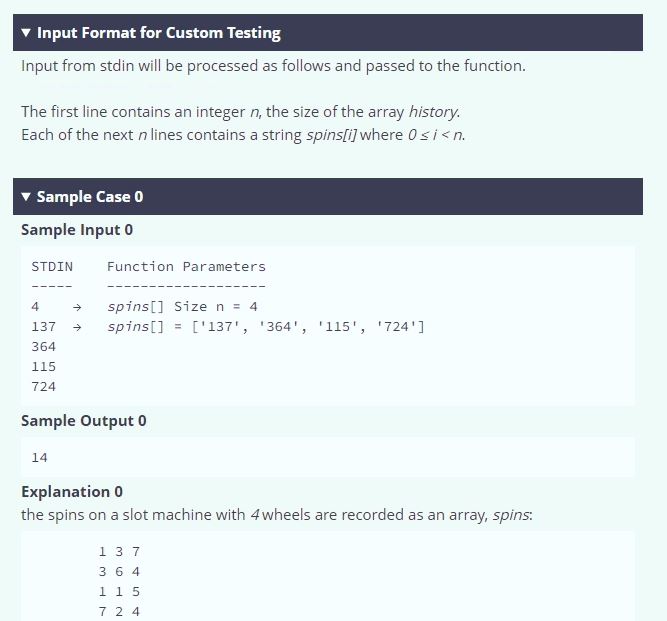 ▼ Input Format for Custom Testing
Input from stdin will be processed as follows and passed to the function.
The first line contains an integer n, the size of the array history.
Each of the next n lines contains a string spins[i] where 0 ≤ i < n.
▼ Sample Case 0
Sample Input 0
STDIN    Function Parameters
-----    -------------------
4    →   spins[] Size n = 4
137  →   spins[] = ['137', '364', '115', '724']
364
115
724
Sample Output 0
14
Explanation 0
the spins on a slot machine with 4 wheels are recorded as an array, spins:
1 3 7
3 6 4
1 1 5
7 2 4